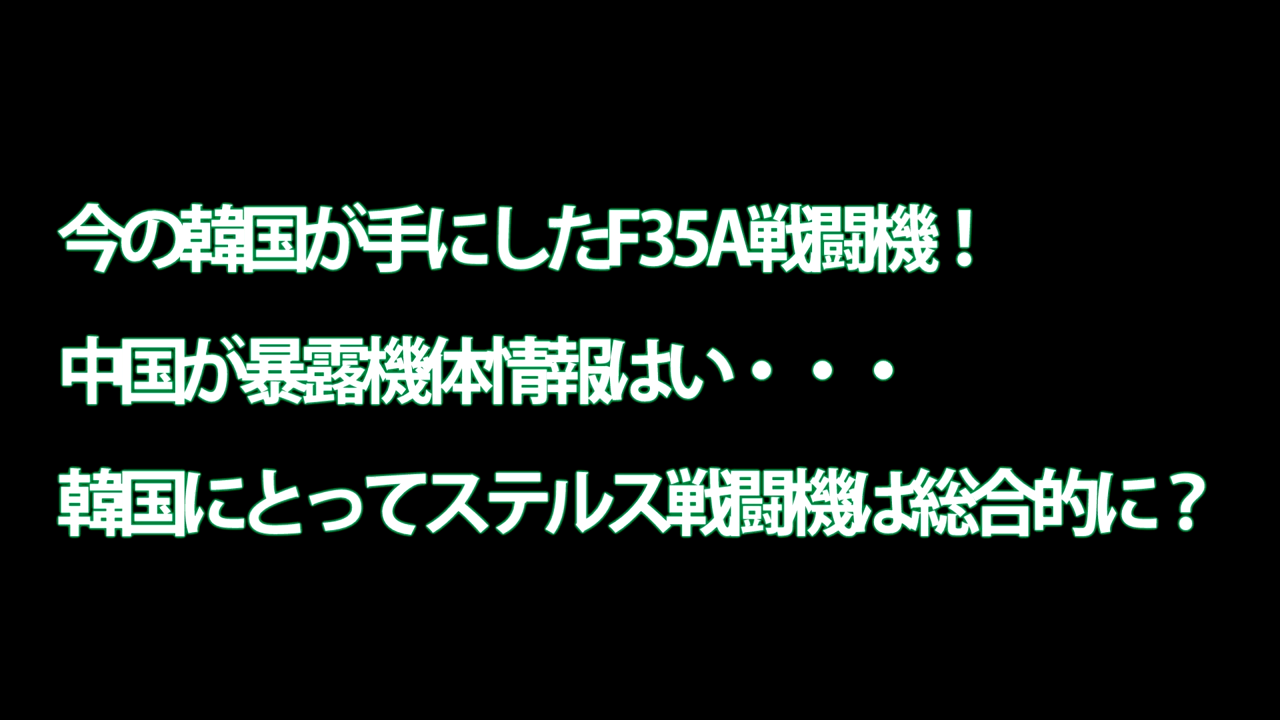 今の韓国が手にしたF35A戦闘機！
中国が暴露機体情報はい・・・
韓国にとってステルス戦闘機は総合的に？